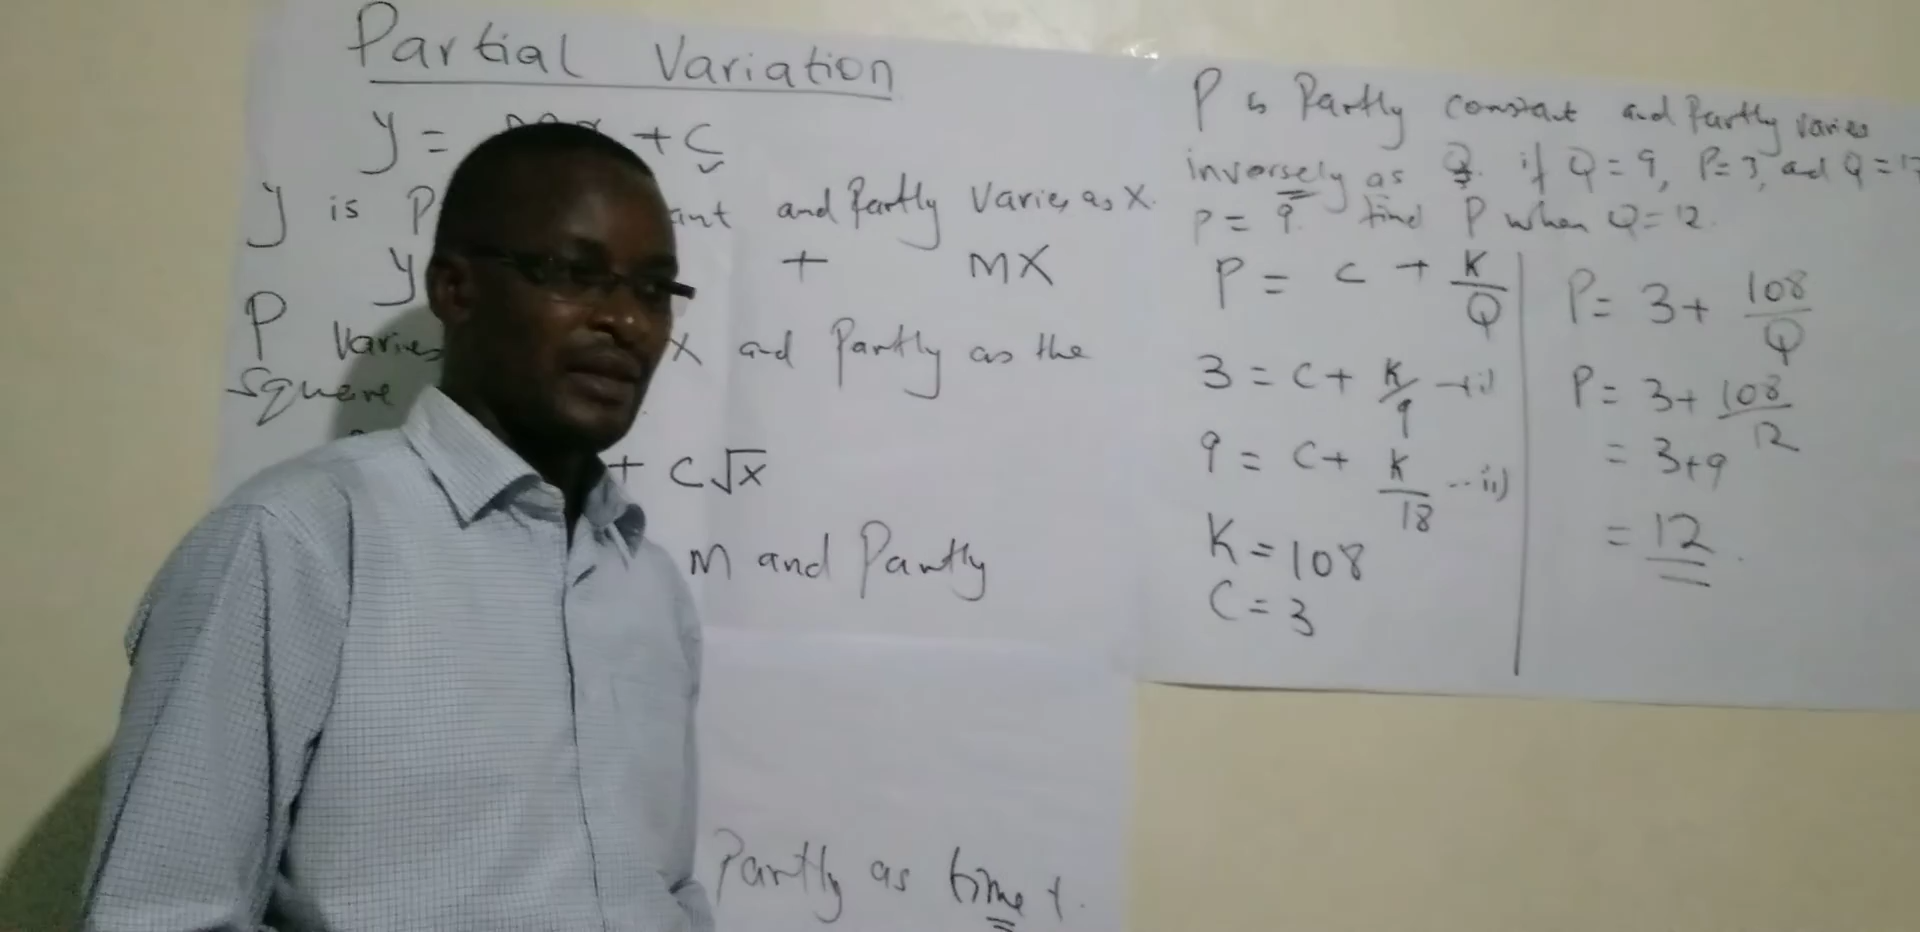 Partial Variation
y = + C
y is P ant and Partly Varies as X.
y + MX
P Varies X and Partly as the
square
+ C√x
M and Partly
Partly as time t.
P is Partly constant and Partly varies
inversely as Q. if Q = 9, P = 3, and Q = 1
P = 9. find P when Q = 12.
P = C + K/Q
3 = C + K/9 -- i)
9 = C + K/18 -- ii)
K = 108
C = 3
P = 3 + 108/Q
P = 3 + 108/12
= 3+9
= 12